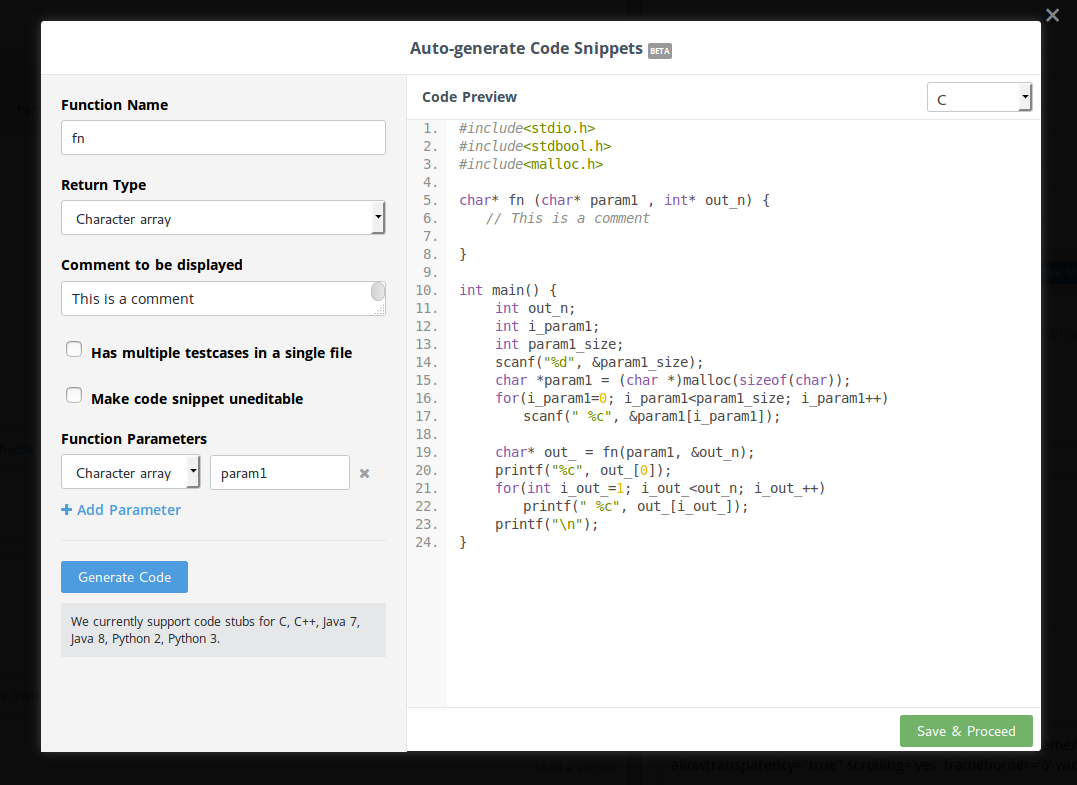 Auto-generate Code Snippets BETA
Function Name
fn
Return Type
Character array
Comment to be displayed
This is a comment
Has multiple testcases in a single file
Make code snippet uneditable
Function Parameters
Character array param1
Add Parameter
Generate Code
We currently support code stubs for C, C++, Java 7,
Java 8, Python 2, Python 3.
Code Preview C
1. #include<stdio.h>
2. #include<stdbool.h>
3. #include<malloc.h>
4.
5. char* fn (char* param1 , int* out_n) {
6. // This is a comment
7.
8. }
9.
10. int main() {
11. int out_n;
12. int i_param1;
13. int param1_size;
14. scanf("%d", &param1_size);
15. char *param1 = (char *)malloc(sizeof(char));
16. for(i_param1=0; i_param1<param1_size; i_param1++)
17. scanf(" %c", &param1[i_param1]);
18.
19. char* out_ = fn(param1, &out_n);
20. printf("%c", out_[0]);
21. for(int i_out_=1; i_out_<out_n; i_out_++)
22. printf(" %c", out_[i_out_]);
23. printf("\n");
24. }
Save & Proceed
allowtransparency="true" scrolling='yes' frameborder='0'